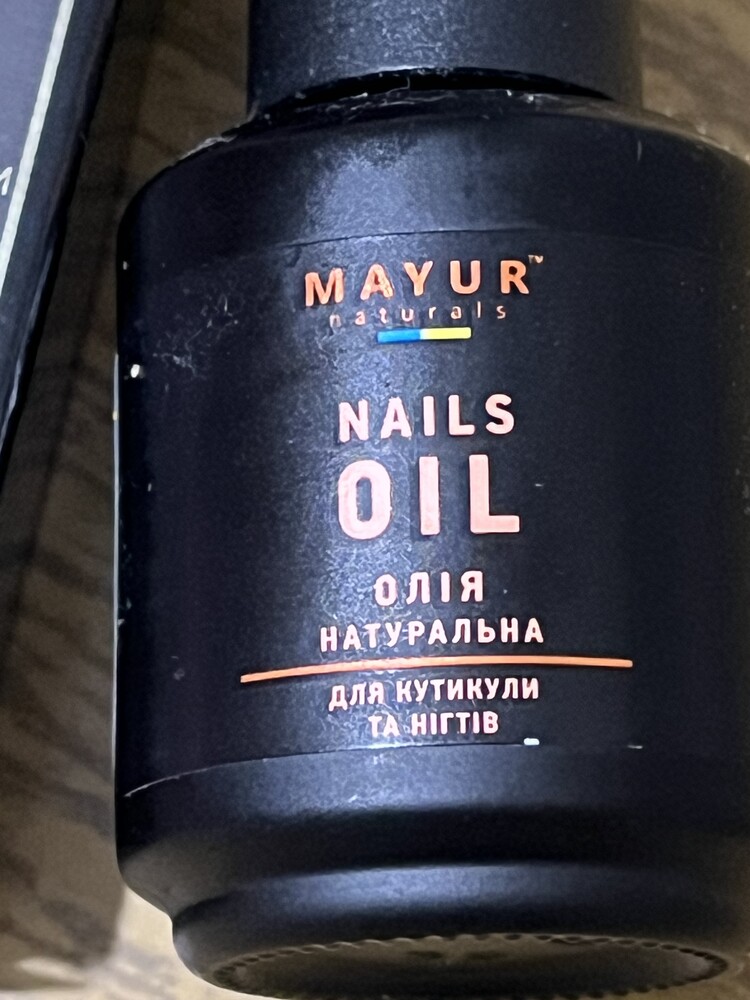 MAYUR™
naturals
NAILS
OIL
ОЛІЯ
НАТУРАЛЬНА
ДЛЯ КУТИКУЛИ
ТА НІГТІВ